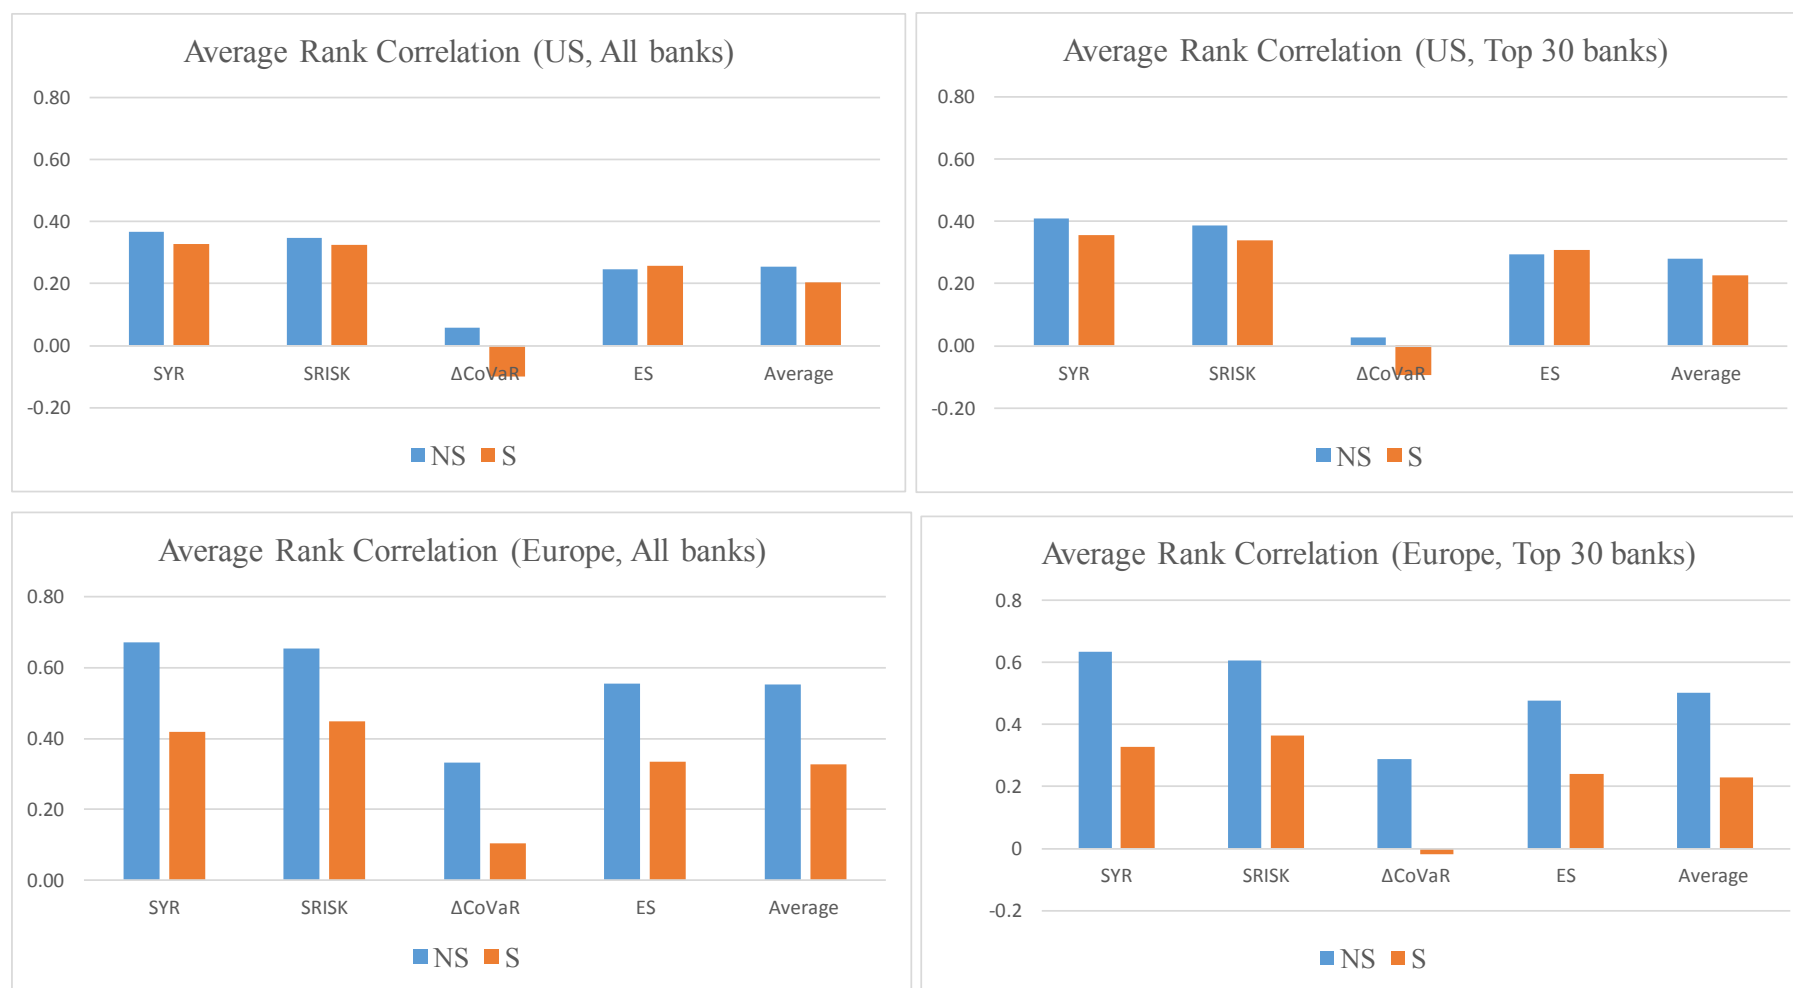 Average Rank Correlation (US, All banks)
0.80
0.60
0.40
0.20
0.00
-0.20
SYR SRISK ΔCoVaR ES Average
NS S
Average Rank Correlation (US, Top 30 banks)
0.80
0.60
0.40
0.20
0.00
-0.20
SYR SRISK ΔCoVaR ES Average
NS S
Average Rank Correlation (Europe, All banks)
0.80
0.60
0.40
0.20
0.00
SYR SRISK ΔCoVaR ES Average
NS S
Average Rank Correlation (Europe, Top 30 banks)
0.8
0.6
0.4
0.2
0
SYR SRISK ΔCoVaR ES Average
-0.2
NS S